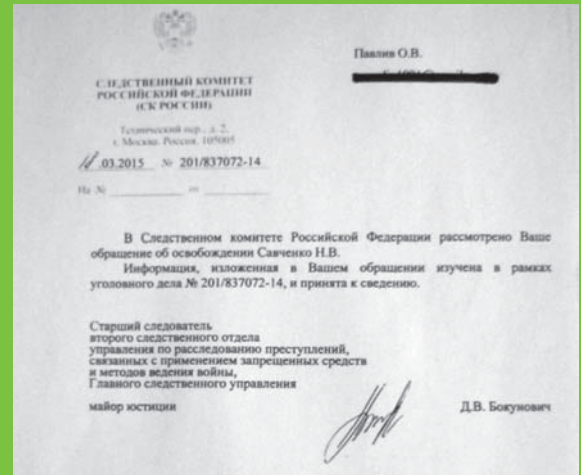 СЛЕДСТВЕННЫЙ КОМИТЕТ
РОССИЙСКОЙ ФЕДЕРАЦИИ
(СК РОССИИ)
Технический пер., д. 2,
г. Москва, Россия, 105005
.03.2015 № 201/837072-14
На № от
Павлив О.В.
В Следственном комитете Российской Федерации рассмотрено Ваше
обращение об освобождении Савченко Н.В.
Информация, изложенная в Вашем обращении изучена в рамках
уголовного дела № 201/837072-14, и принята к сведению.
Старший следователь
второго следственного отдела
управления по расследованию преступлений,
связанных с применением запрещенных средств
и методов ведения войны,
Главного следственного управления
майор юстиции
Д.В. Бокунович